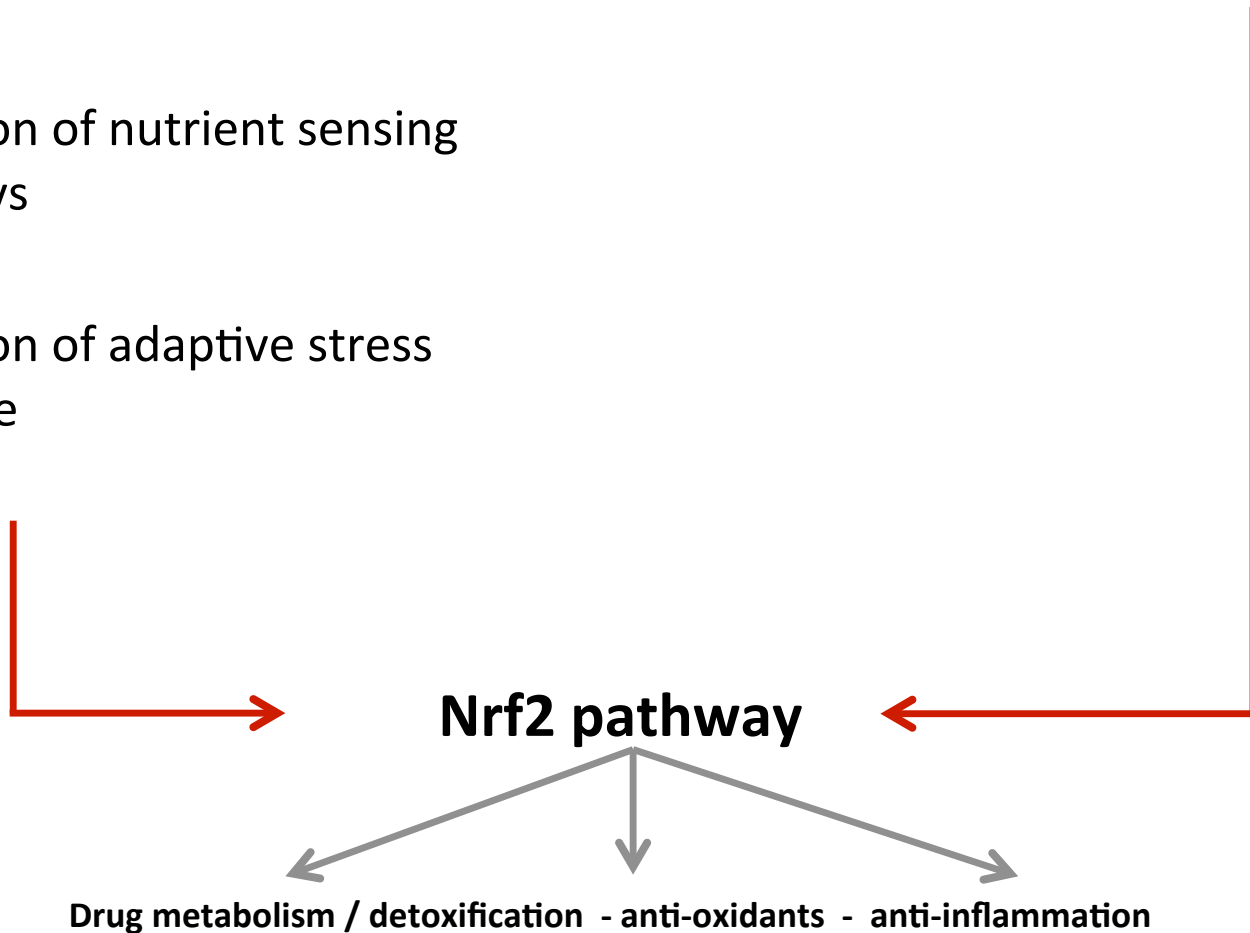 on of nutrient sensing
ys
on of adaptive stress
e
Nrf2 pathway
Drug metabolism / detoxification - anti-oxidants - anti-inflammation